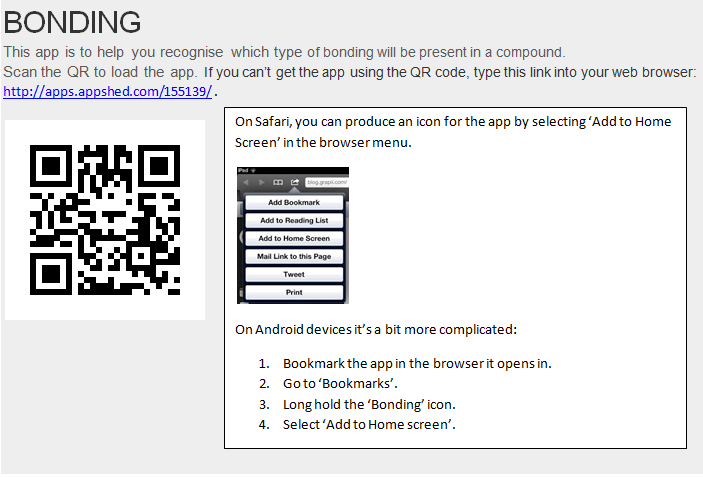 BONDING
This app is to help you recognise which type of bonding will be present in a compound.
Scan the QR to load the app. If you can't get the app using the QR code, type this link into your web browser:
http://apps.appshed.com/155139/ .
On Safari, you can produce an icon for the app by selecting ‘Add to Home
Screen’ in the browser menu.
iPad
blog.grapii.com/
Add Bookmark
Add to Reading List
Add to Home Screen
Mail Link to this Page
Tweet
Print
On Android devices it’s a bit more complicated:
1. Bookmark the app in the browser it opens in.
2. Go to ‘Bookmarks’.
3. Long hold the ‘Bonding’ icon.
4. Select ‘Add to Home screen’.